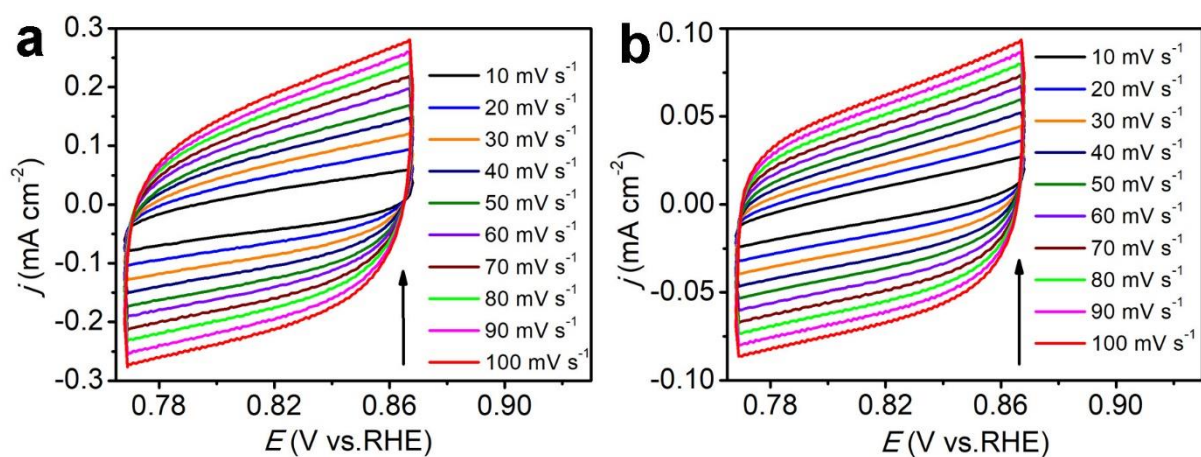 a
0.3
0.2
0.1
0.0
-0.1
-0.2
-0.3
j (mA cm⁻²)
10 mV s⁻¹
20 mV s⁻¹
30 mV s⁻¹
40 mV s⁻¹
50 mV s⁻¹
60 mV s⁻¹
70 mV s⁻¹
80 mV s⁻¹
90 mV s⁻¹
100 mV s⁻¹
0.78 0.82 0.86 0.90
E (V vs.RHE)
b
0.10
0.05
0.00
-0.05
-0.10
j (mA cm⁻²)
10 mV s⁻¹
20 mV s⁻¹
30 mV s⁻¹
40 mV s⁻¹
50 mV s⁻¹
60 mV s⁻¹
70 mV s⁻¹
80 mV s⁻¹
90 mV s⁻¹
100 mV s⁻¹
0.78 0.82 0.86 0.90
E (V vs.RHE)